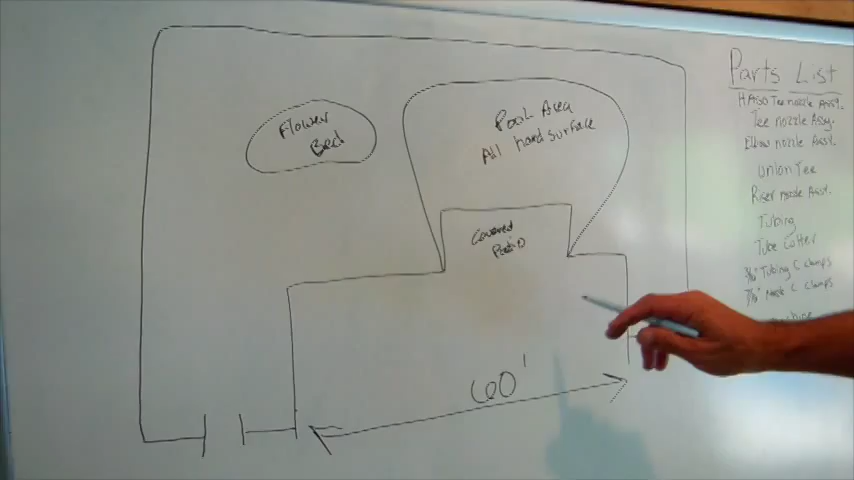 Flower
Bed
Pool Area
All hard surface
Covered
Patio
60'
Parts List
Tee nozzle Assy.
Elbow nozzle Assy.
Union Tee
Riser nozzle Assy.
Tubing
Tube Cutter
Tubing C clamps
C clamps